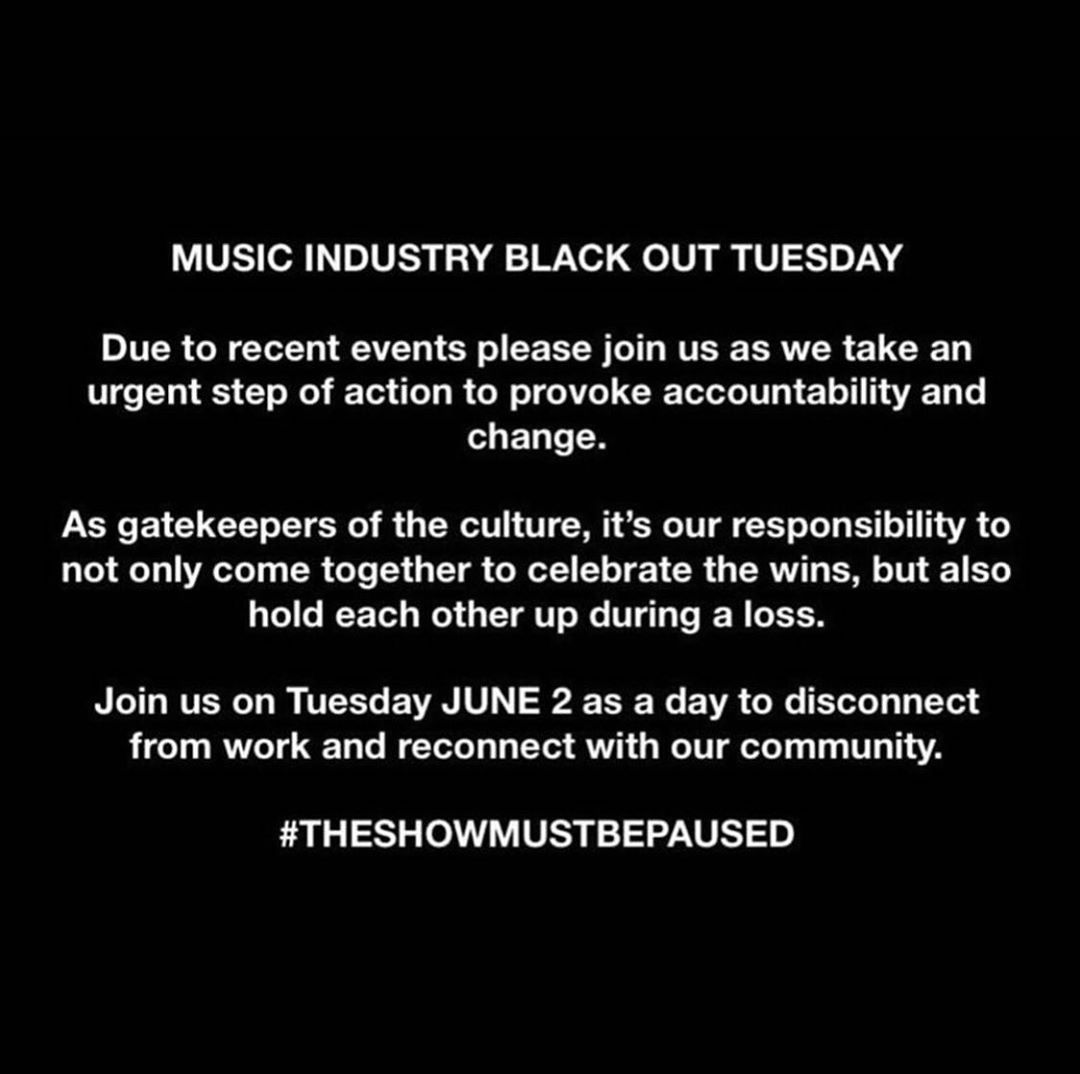 MUSIC INDUSTRY BLACK OUT TUESDAY
Due to recent events please join us as we take an
urgent step of action to provoke accountability and
change.
As gatekeepers of the culture, it’s our responsibility to
not only come together to celebrate the wins, but also
hold each other up during a loss.
Join us on Tuesday JUNE 2 as a day to disconnect
from work and reconnect with our community.
#THESHOWMUSTBEPAUSED